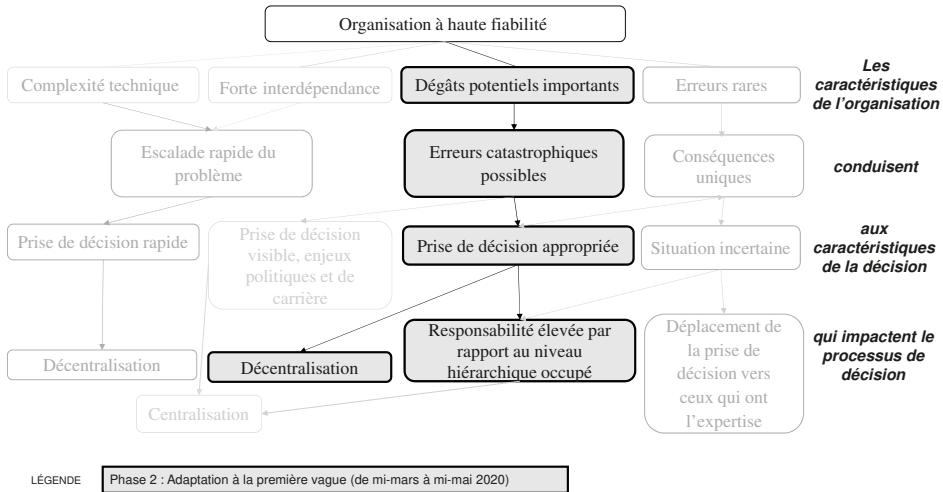 Organisation à haute fiabilité
Complexité technique
Forte interdépendance
Dégâts potentiels importants
Erreurs rares
Les
caractéristiques
de l'organisation
Escalade rapide du
problème
Erreurs catastrophiques
possibles
Conséquences
uniques
conduisent
Prise de décision rapide
Prise de décision
visible, enjeux
politiques et de
carrière
Prise de décision appropriée
Situation incertaine
aux
caractéristiques
de la décision
Décentralisation
Décentralisation
Responsabilité élevée par
rapport au niveau
hiérarchique occupé
Déplacement de
la prise de
décision vers
ceux qui ont
l'expertise
qui impactent le
processus de
décision
Centralisation
LÉGENDE
Phase 2 : Adaptation à la première vague (de mi-mars à mi-mai 2020)